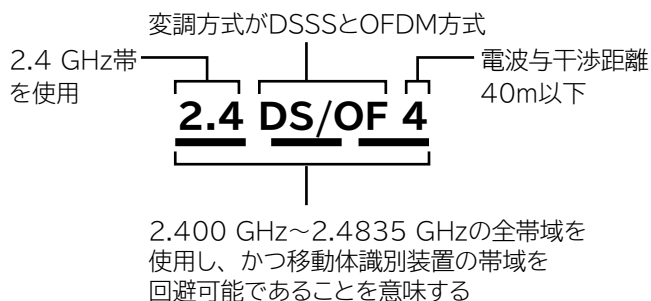 変調方式がDSSSとOFDM方式
2.4 GHz帯
を使用
電波与干渉距離
40m以下
2.4 DS/OF 4
2.400 GHz~2.4835 GHzの全帯域を
使用し、かつ移動体識別装置の帯域を
回避可能であることを意味する